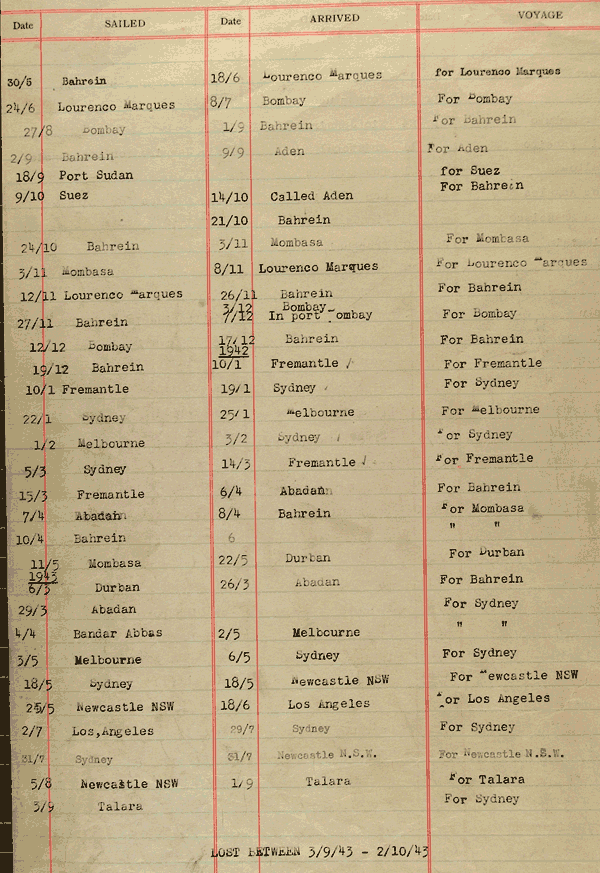 Date SAILED Date ARRIVED VOYAGE
30/5 Bahrein 18/6 Lourenco Marques for Lourenco Marques
24/6 Lourenco Marques 8/7 Bombay For Bombay
27/8 Bombay 1/9 Bahrein For Bahrein
2/9 Bahrein 9/9 Aden For Aden
18/9 Port Sudan for Suez
9/10 Suez 14/10 Called Aden For Bahrein
21/10 Bahrein
24/10 Bahrein 3/11 Mombasa For Mombasa
3/11 Mombasa 8/11 Lourenco Marques For Lourenco Marques
12/11 Lourenco Marques 26/11 Bahrein For Bahrein
3/12 Bombay-
27/11 Bahrein 7/12 In port Bombay For Bombay
12/12 Bombay 17/12 Bahrein For Bahrein
1942
19/12 Bahrein 10/1 Fremantle For Fremantle
10/1 Fremantle 19/1 Sydney For Sydney
22/1 Sydney 25/1 Melbourne For Melbourne
1/2 Melbourne 3/2 Sydney For Sydney
5/3 Sydney 14/3 Fremantle For Fremantle
15/3 Fremantle 6/4 Abadan For Bahrein
7/4 Abadan 8/4 Bahrein For Mombasa
10/4 Bahrein 6 " "
11/5 Mombasa 22/5 Durban For Durban
1943
6/3 Durban 26/3 Abadan For Bahrein
29/3 Abadan For Sydney
4/4 Bandar Abbas 2/5 Melbourne " "
3/5 Melbourne 6/5 Sydney For Sydney
18/5 Sydney 18/5 Newcastle NSW For Newcastle NSW
25/5 Newcastle NSW 18/6 Los Angeles For Los Angeles
2/7 Los,Angeles 29/7 Sydney For Sydney
31/7 Sydney 31/7 Newcastle N.S.W. For Newcastle N.S.W.
5/8 Newcastle NSW 1/9 Talara For Talara
3/9 Talara For Sydney
LOST BETWEEN 3/9/43 - 2/10/43